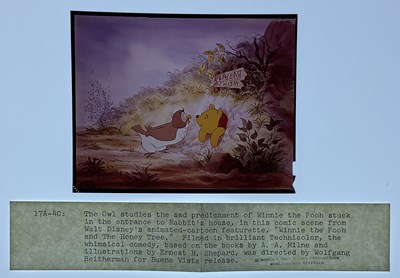 17A-4C: The Owl studies the sad predicament of Winnie the Pooh stuck
in the entrance to Rabbit's house, in this comic scene from
Walt Disney's animated-cartoon featurette, "Winnie the Pooh
and The Honey Tree." Filmed in brilliant Technicolor, the
whimsical comedy, based on the books by A. A. Milne and
illustrations by Ernest H. Shepard, was directed by Wolfgang
Reitherman for Buena Vista release.